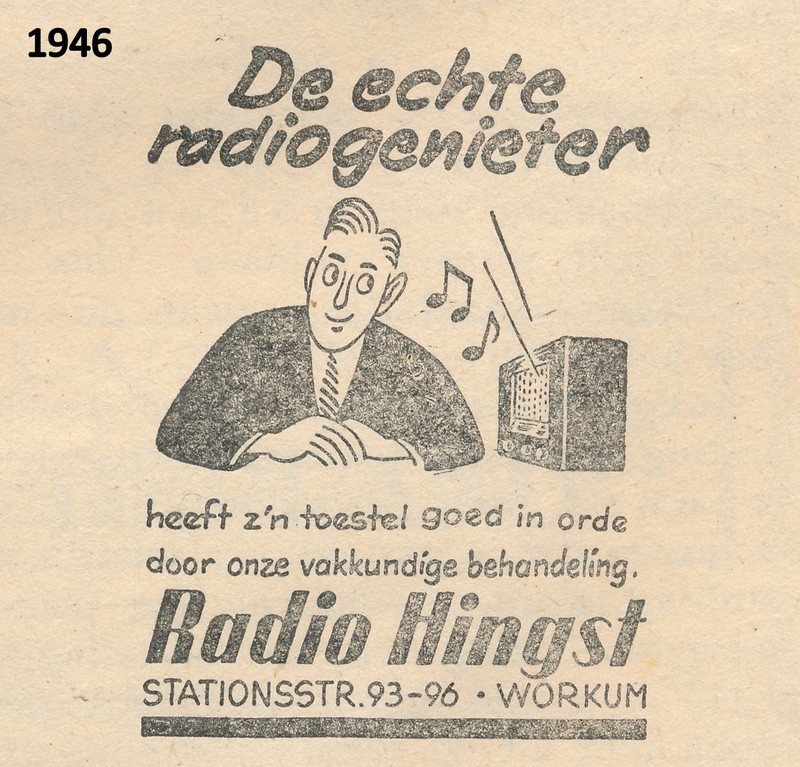 1946
De echte
radiogenieter
heeft z'n toestel goed in orde
door onze vakkundige behandeling.
Radio Hingst
STATIONSSTR. 93-96 · WORKUM